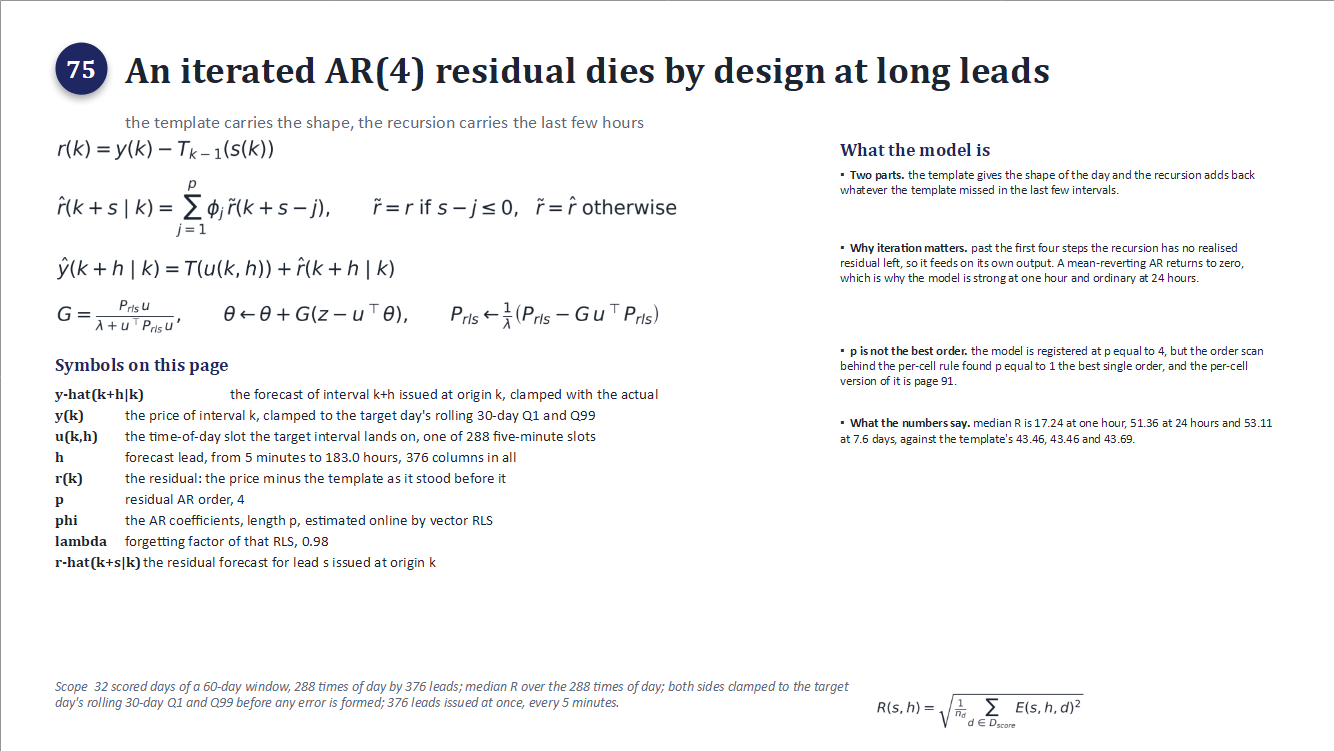 75
An iterated AR(4) residual dies by design at long leads
the template carries the shape, the recursion carries the last few hours
r(k) = y(k) − T_{k−1}(s(k))
r̂(k + s | k) = ∑_{j=1}^{p} ϕ_j r̃(k + s − j), r̃ = r if s − j ≤ 0, r̃ = r̂ otherwise
ŷ(k + h | k) = T(u(k, h)) + r̂(k + h | k)
G = P_{rls} u / (λ + u^⊤ P_{rls} u), θ ← θ + G(z − u^⊤ θ), P_{rls} ← 1/λ (P_{rls} − G u^⊤ P_{rls})
Symbols on this page
y-hat(k+h|k) the forecast of interval k+h issued at origin k, clamped with the actual
y(k) the price of interval k, clamped to the target day's rolling 30-day Q1 and Q99
u(k,h) the time-of-day slot the target interval lands on, one of 288 five-minute slots
h forecast lead, from 5 minutes to 183.0 hours, 376 columns in all
r(k) the residual: the price minus the template as it stood before it
p residual AR order, 4
phi the AR coefficients, length p, estimated online by vector RLS
lambda forgetting factor of that RLS, 0.98
r-hat(k+s|k) the residual forecast for lead s issued at origin k
What the model is
▪ Two parts. the template gives the shape of the day and the recursion adds back
whatever the template missed in the last few intervals.
▪ Why iteration matters. past the first four steps the recursion has no realised
residual left, so it feeds on its own output. A mean-reverting AR returns to zero,
which is why the model is strong at one hour and ordinary at 24 hours.
▪ p is not the best order. the model is registered at p equal to 4, but the order scan
behind the per-cell rule found p equal to 1 the best single order, and the per-cell
version of it is page 91.
▪ What the numbers say. median R is 17.24 at one hour, 51.36 at 24 hours and 53.11
at 7.6 days, against the template's 43.46, 43.46 and 43.69.
Scope 32 scored days of a 60-day window, 288 times of day by 376 leads; median R over the 288 times of day; both sides clamped to the target
day's rolling 30-day Q1 and Q99 before any error is formed; 376 leads issued at once, every 5 minutes.
R(s, h) = √(1/n_d ∑_{d ∈ D_{score}} E(s, h, d)²)